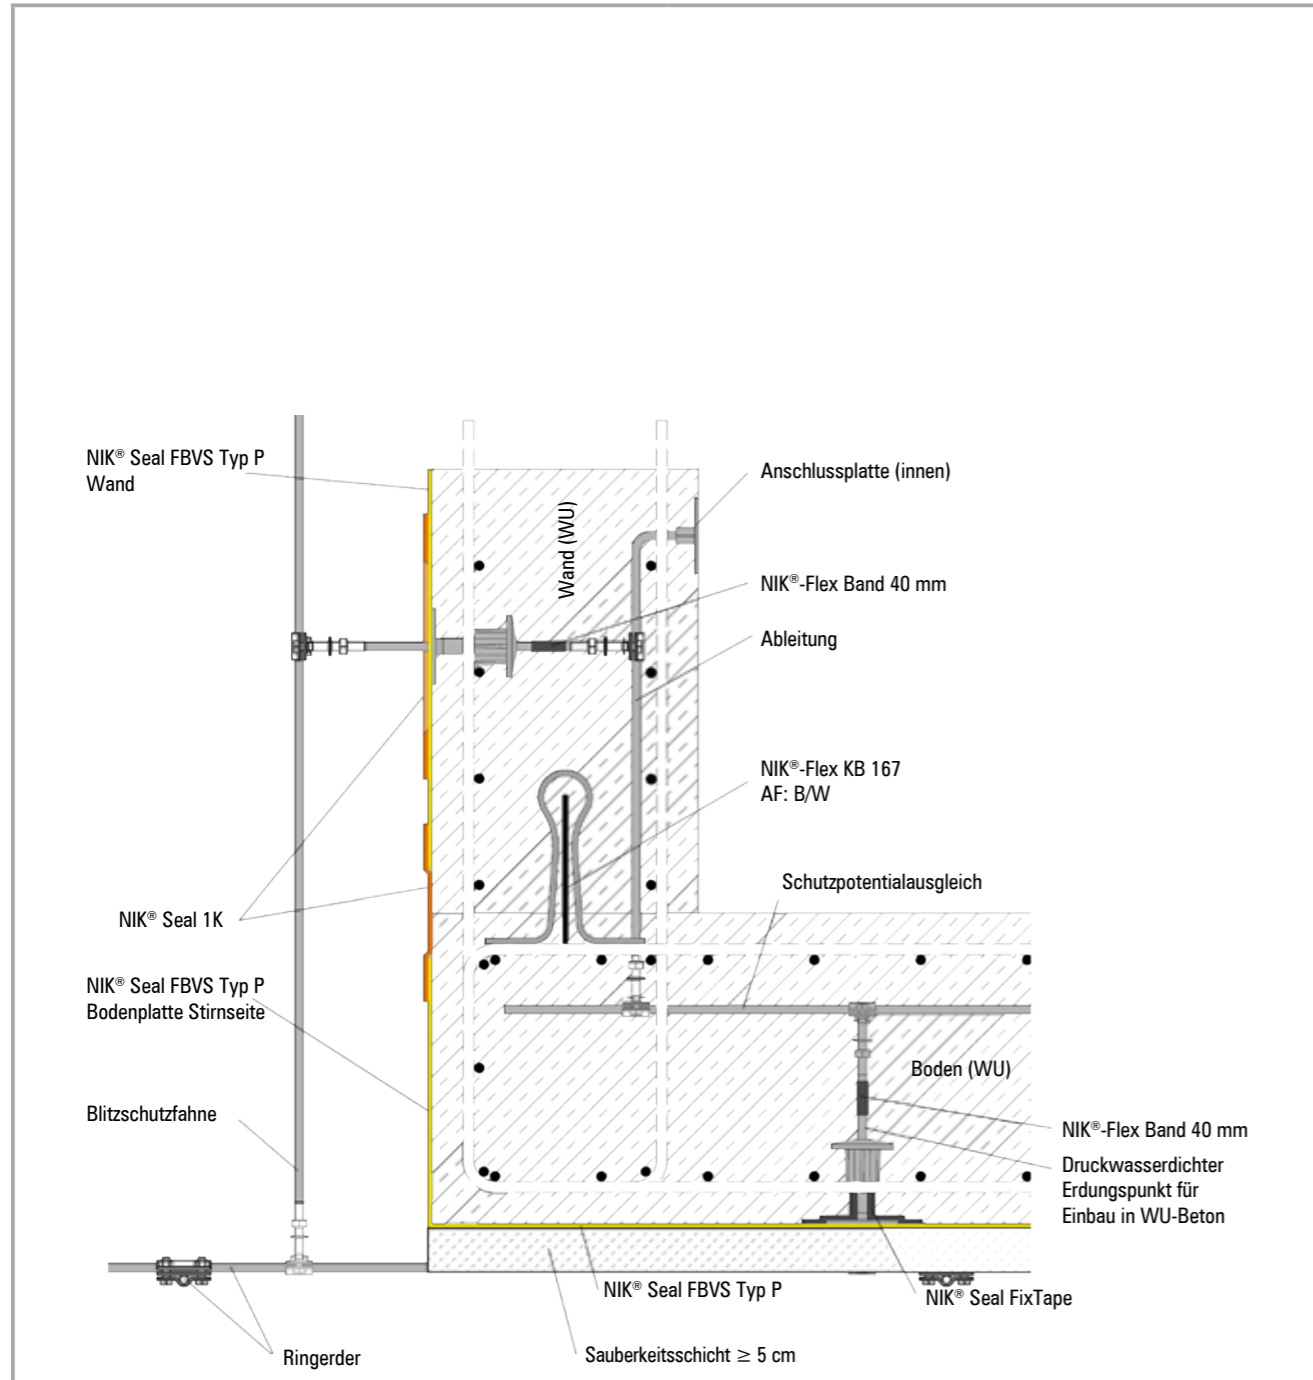 NIK® Seal FBVS Typ P
Wand
Wand (WU)
Anschlussplatte (innen)
NIK®-Flex Band 40 mm
Ableitung
NIK®-Flex KB 167
AF: B/W
Schutzpotentialausgleich
NIK® Seal 1K
NIK® Seal FBVS Typ P
Bodenplatte Stirnseite
Boden (WU)
Blitzschutzfahne
NIK®-Flex Band 40 mm
Druckwasserdichter
Erdungspunkt für
Einbau in WU-Beton
NIK® Seal FBVS Typ P
NIK® Seal FixTape
Ringerder
Sauberkeitsschicht ≥ 5 cm